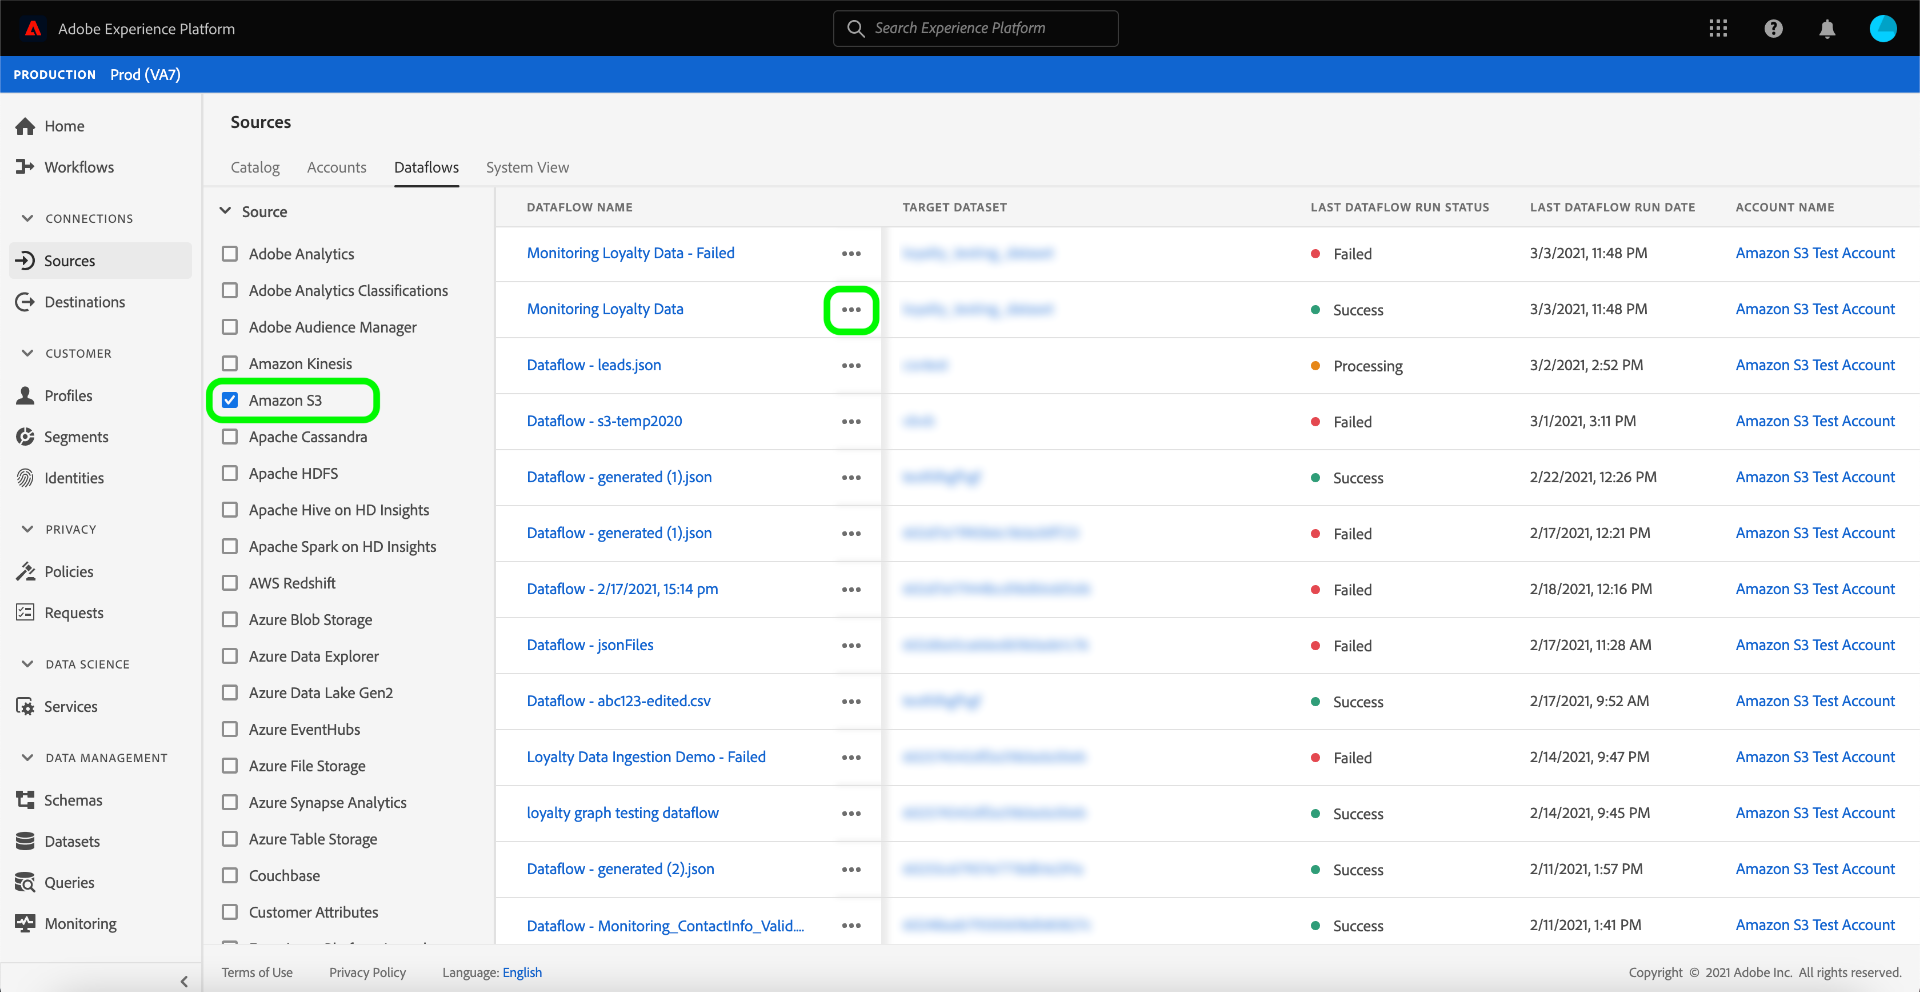 Adobe Experience Platform
Search Experience Platform
PRODUCTION Prod (VA7)
Home
Workflows
CONNECTIONS
Sources
Destinations
CUSTOMER
Profiles
Segments
Identities
PRIVACY
Policies
Requests
DATA SCIENCE
Services
DATA MANAGEMENT
Schemas
Datasets
Queries
Monitoring
Sources
Catalog Accounts Dataflows System View
Source
Adobe Analytics
Adobe Analytics Classifications
Adobe Audience Manager
Amazon Kinesis
Amazon S3
Apache Cassandra
Apache HDFS
Apache Hive on HD Insights
Apache Spark on HD Insights
AWS Redshift
Azure Blob Storage
Azure Data Explorer
Azure Data Lake Gen2
Azure EventHubs
Azure File Storage
Azure Synapse Analytics
Azure Table Storage
Couchbase
Customer Attributes
DATAFLOW NAME TARGET DATASET LAST DATAFLOW RUN STATUS LAST DATAFLOW RUN DATE ACCOUNT NAME
Monitoring Loyalty Data - Failed ••• Failed 3/3/2021, 11:48 PM Amazon S3 Test Account
Monitoring Loyalty Data ••• Success 3/3/2021, 11:48 PM Amazon S3 Test Account
Dataflow - leads.json ••• Processing 3/2/2021, 2:52 PM Amazon S3 Test Account
Dataflow - s3-temp2020 ••• Failed 3/1/2021, 3:11 PM Amazon S3 Test Account
Dataflow - generated (1).json ••• Success 2/22/2021, 12:26 PM Amazon S3 Test Account
Dataflow - generated (1).json ••• Failed 2/17/2021, 12:21 PM Amazon S3 Test Account
Dataflow - 2/17/2021, 15:14 pm ••• Failed 2/18/2021, 12:16 PM Amazon S3 Test Account
Dataflow - jsonFiles ••• Failed 2/17/2021, 11:28 AM Amazon S3 Test Account
Dataflow - abc123-edited.csv ••• Success 2/17/2021, 9:52 AM Amazon S3 Test Account
Loyalty Data Ingestion Demo - Failed ••• Failed 2/14/2021, 9:47 PM Amazon S3 Test Account
loyalty graph testing dataflow ••• Success 2/14/2021, 9:45 PM Amazon S3 Test Account
Dataflow - generated (2).json ••• Success 2/11/2021, 1:57 PM Amazon S3 Test Account
Dataflow - Monitoring_ContactInfo_Valid.... ••• Success 2/11/2021, 1:41 PM Amazon S3 Test Account
Terms of Use Privacy Policy Language: English Copyright © 2021 Adobe Inc. All rights reserved.